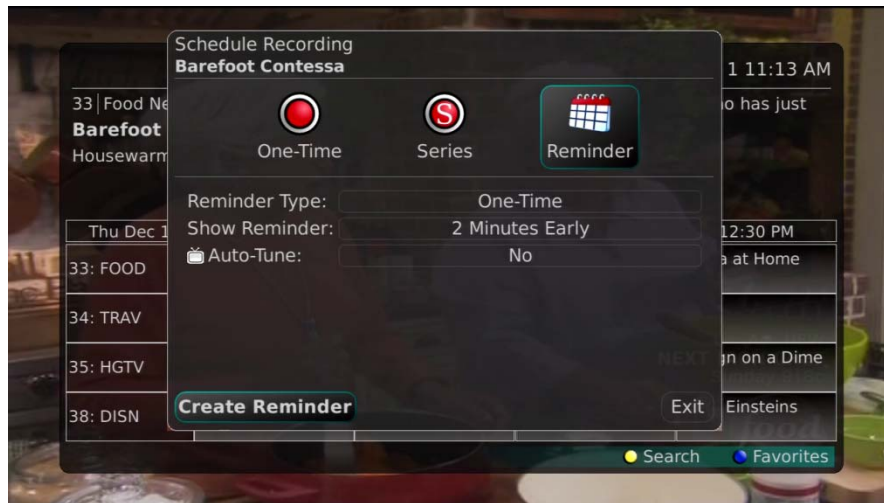 Schedule Recording
Barefoot Contessa
1 11:13 AM
33 | Food Ne
o has just
Barefoot
Housewarm
S
One-Time
Series
Reminder
Reminder Type: One-Time
Show Reminder: 2 Minutes Early
Auto-Tune: No
Thu Dec 1
12:30 PM
33: FOOD
a at Home
34: TRAV
35: HGTV
NEXT
gn on a Dime
38: DISN
Einsteins
food
Create Reminder
Exit
Search
Favorites